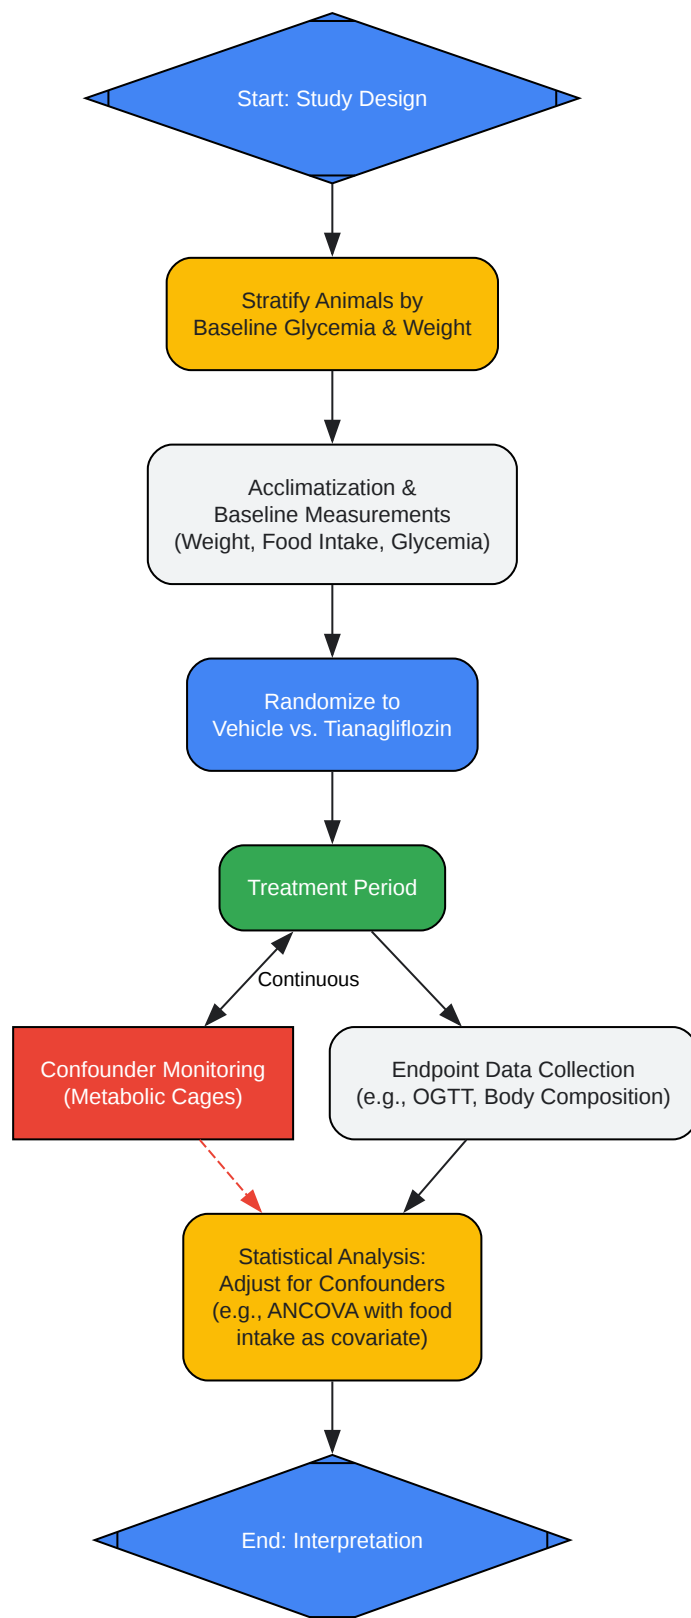 Start: Study Design
Stratify Animals by
Baseline Glycemia & Weight
Acclimatization &
Baseline Measurements
(Weight, Food Intake, Glycemia)
Randomize to
Vehicle vs. Tianagliflozin
Treatment Period
Continuous
Confounder Monitoring
(Metabolic Cages)
Endpoint Data Collection
(e.g., OGTT, Body Composition)
Statistical Analysis:
Adjust for Confounders
(e.g., ANCOVA with food
intake as covariate)
End: Interpretation